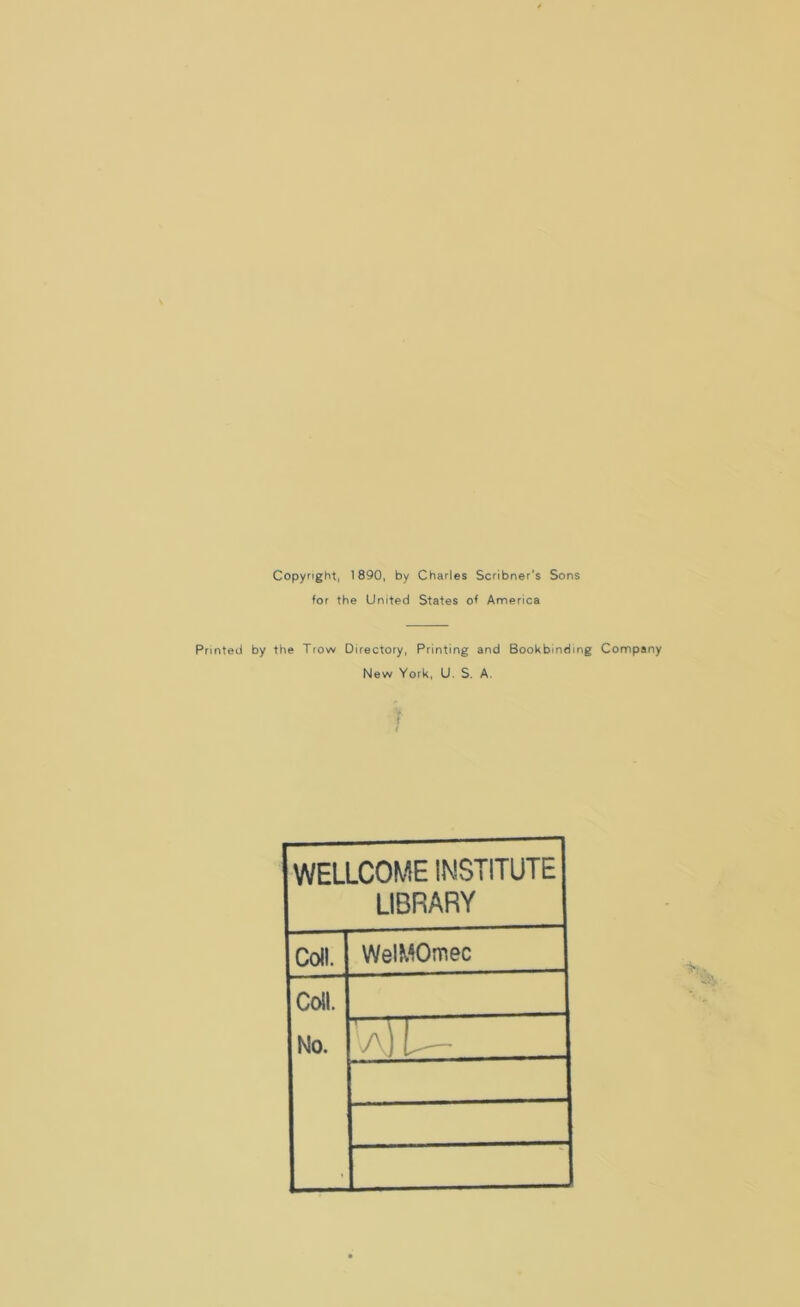 Copyright, 1890, by Charles Scribner's Sons
for the United States of America
Printed by the Trow Directory, Printing and Bookbinding Company
New York, U. S. A.
WELLCOME INSTITUTE
LIBRARY
Coll. WelMOmec
Coll.
No. WL